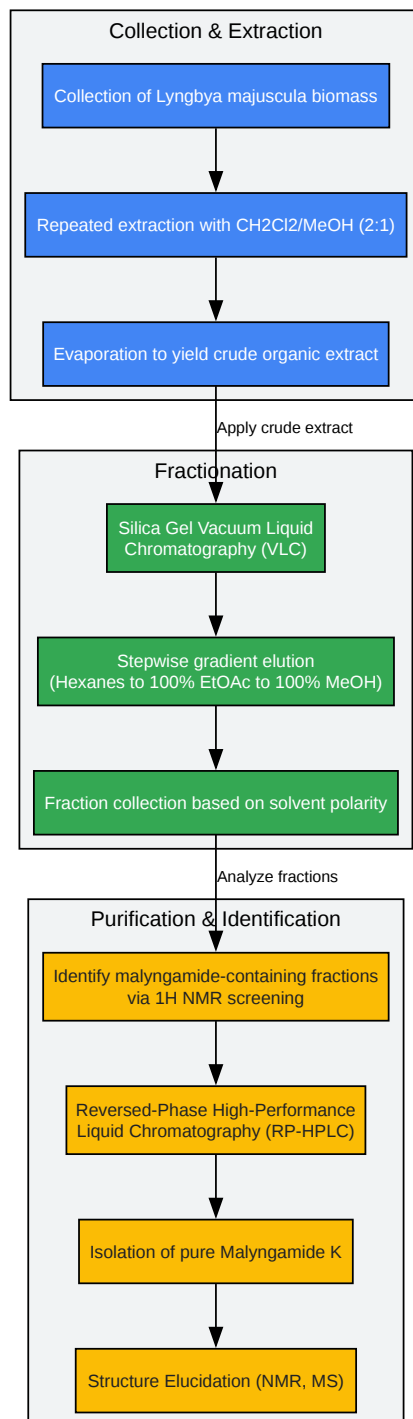 Collection & Extraction
Collection of Lyngbya majuscula biomass
Repeated extraction with CH2Cl2/MeOH (2:1)
Evaporation to yield crude organic extract
Apply crude extract
Fractionation
Silica Gel Vacuum Liquid
Chromatography (VLC)
Stepwise gradient elution
(Hexanes to 100% EtOAc to 100% MeOH)
Fraction collection based on solvent polarity
Analyze fractions
Purification & Identification
Identify malyngamide-containing fractions
via 1H NMR screening
Reversed-Phase High-Performance
Liquid Chromatography (RP-HPLC)
Isolation of pure Malyngamide K
Structure Elucidation (NMR, MS)